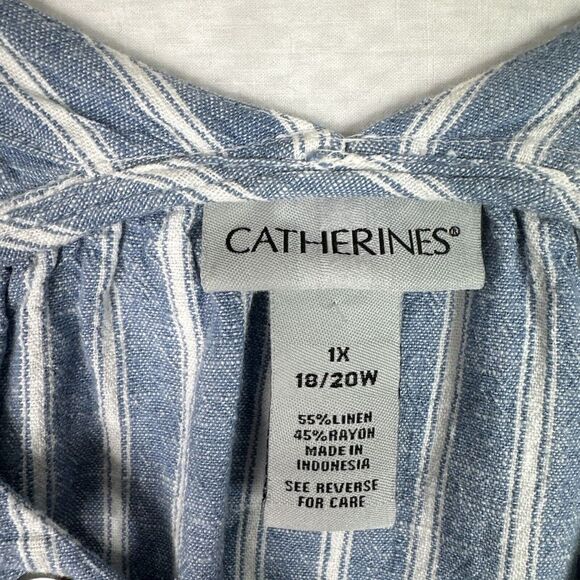 CATHERINES®
1X
18/20W
55%LINEN
45%RAYON
MADE IN
INDONESIA
SEE REVERSE
FOR CARE